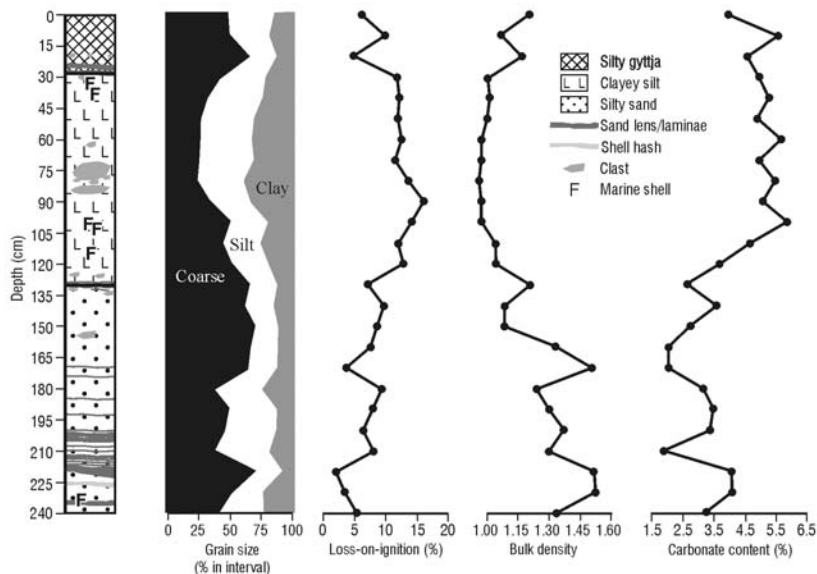 0
15
30
45
60
75
90
105
120
135
150
165
180
195
210
225
240
Depth (cm)
F
F
F
F
F
F
Coarse
Silt
Clay
0 25 50 75 100
Grain size
(% in interval)
0 5 10 15 20
Loss-on-ignition (%)
1.00 1.15 1.30 1.45 1.60
Bulk density
1.5 2.5 3.5 4.5 5.5 6.5
Carbonate content (%)
Silty gyttja
L L Clayey silt
Silty sand
Sand lens/laminae
Shell hash
Clast
F Marine shell